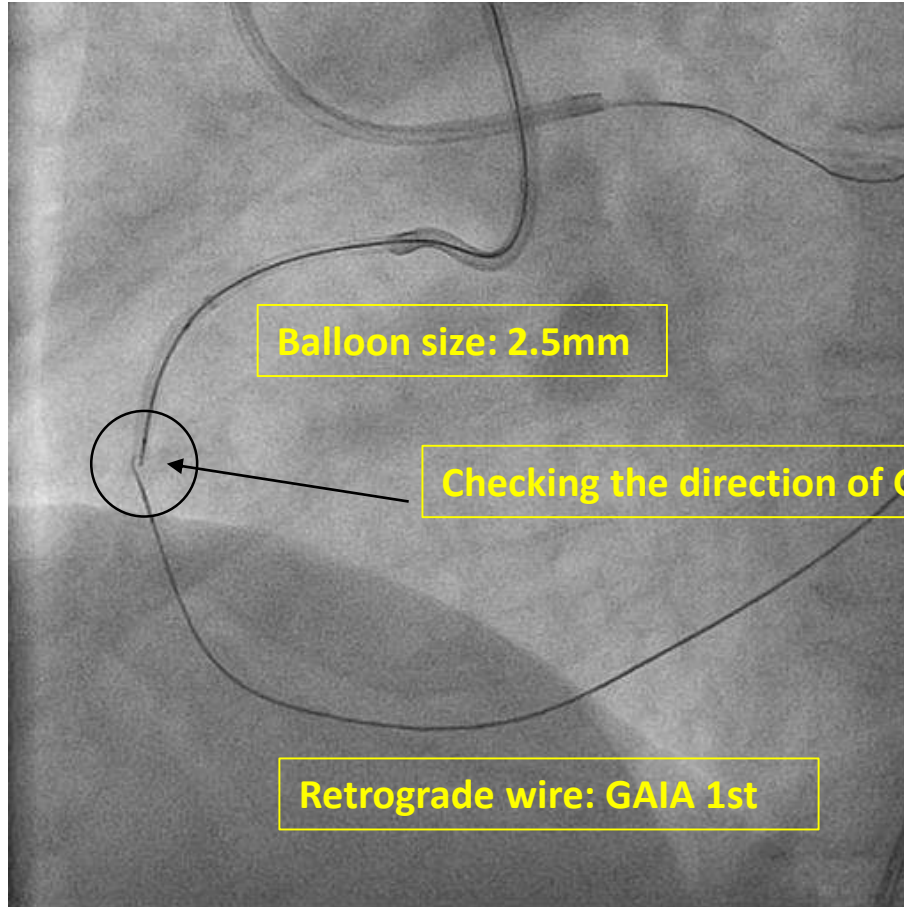 Balloon size: 2.5mm
Checking the direction of
Retrograde wire: GAIA 1st